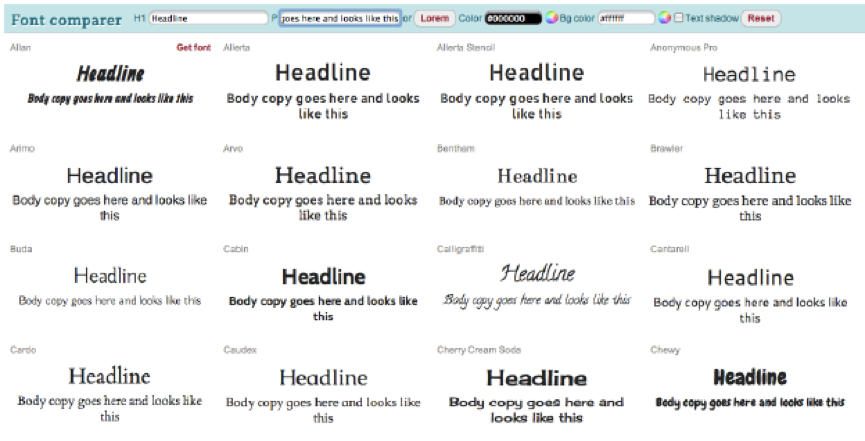 Font comparer H1 Headline P goes here and looks like this or Lorem Color #000000 Bg color #ffffff Text shadow Reset
Allan Get font Allerta Allerta Stencil Anonymous Pro
Headline Headline Headline Headline
Body copy goes here and looks like this Body copy goes here and looks Body copy goes here and looks Body copy goes here and looks
like this like this like this
Arimo Arvo Bentham Brawler
Headline Headline Headline Headline
Body copy goes here and looks like Body copy goes here and looks Body copy goes here and looks like this Body copy goes here and looks like
this like this this
Buda Cabin Calligraffiti Cantarell
Headline Headline Headline Headline
Body copy goes here and looks like this Body copy goes here and looks like Body copy goes here and looks like this Body copy goes here and looks like
this this
Cardo Caudex Cherry Cream Soda Chewy
Headline Headline Headline Headline
Body copy goes here and looks like Body copy goes here and looks like Body copy goes here and Body copy goes here and looks like this
this this looks like this